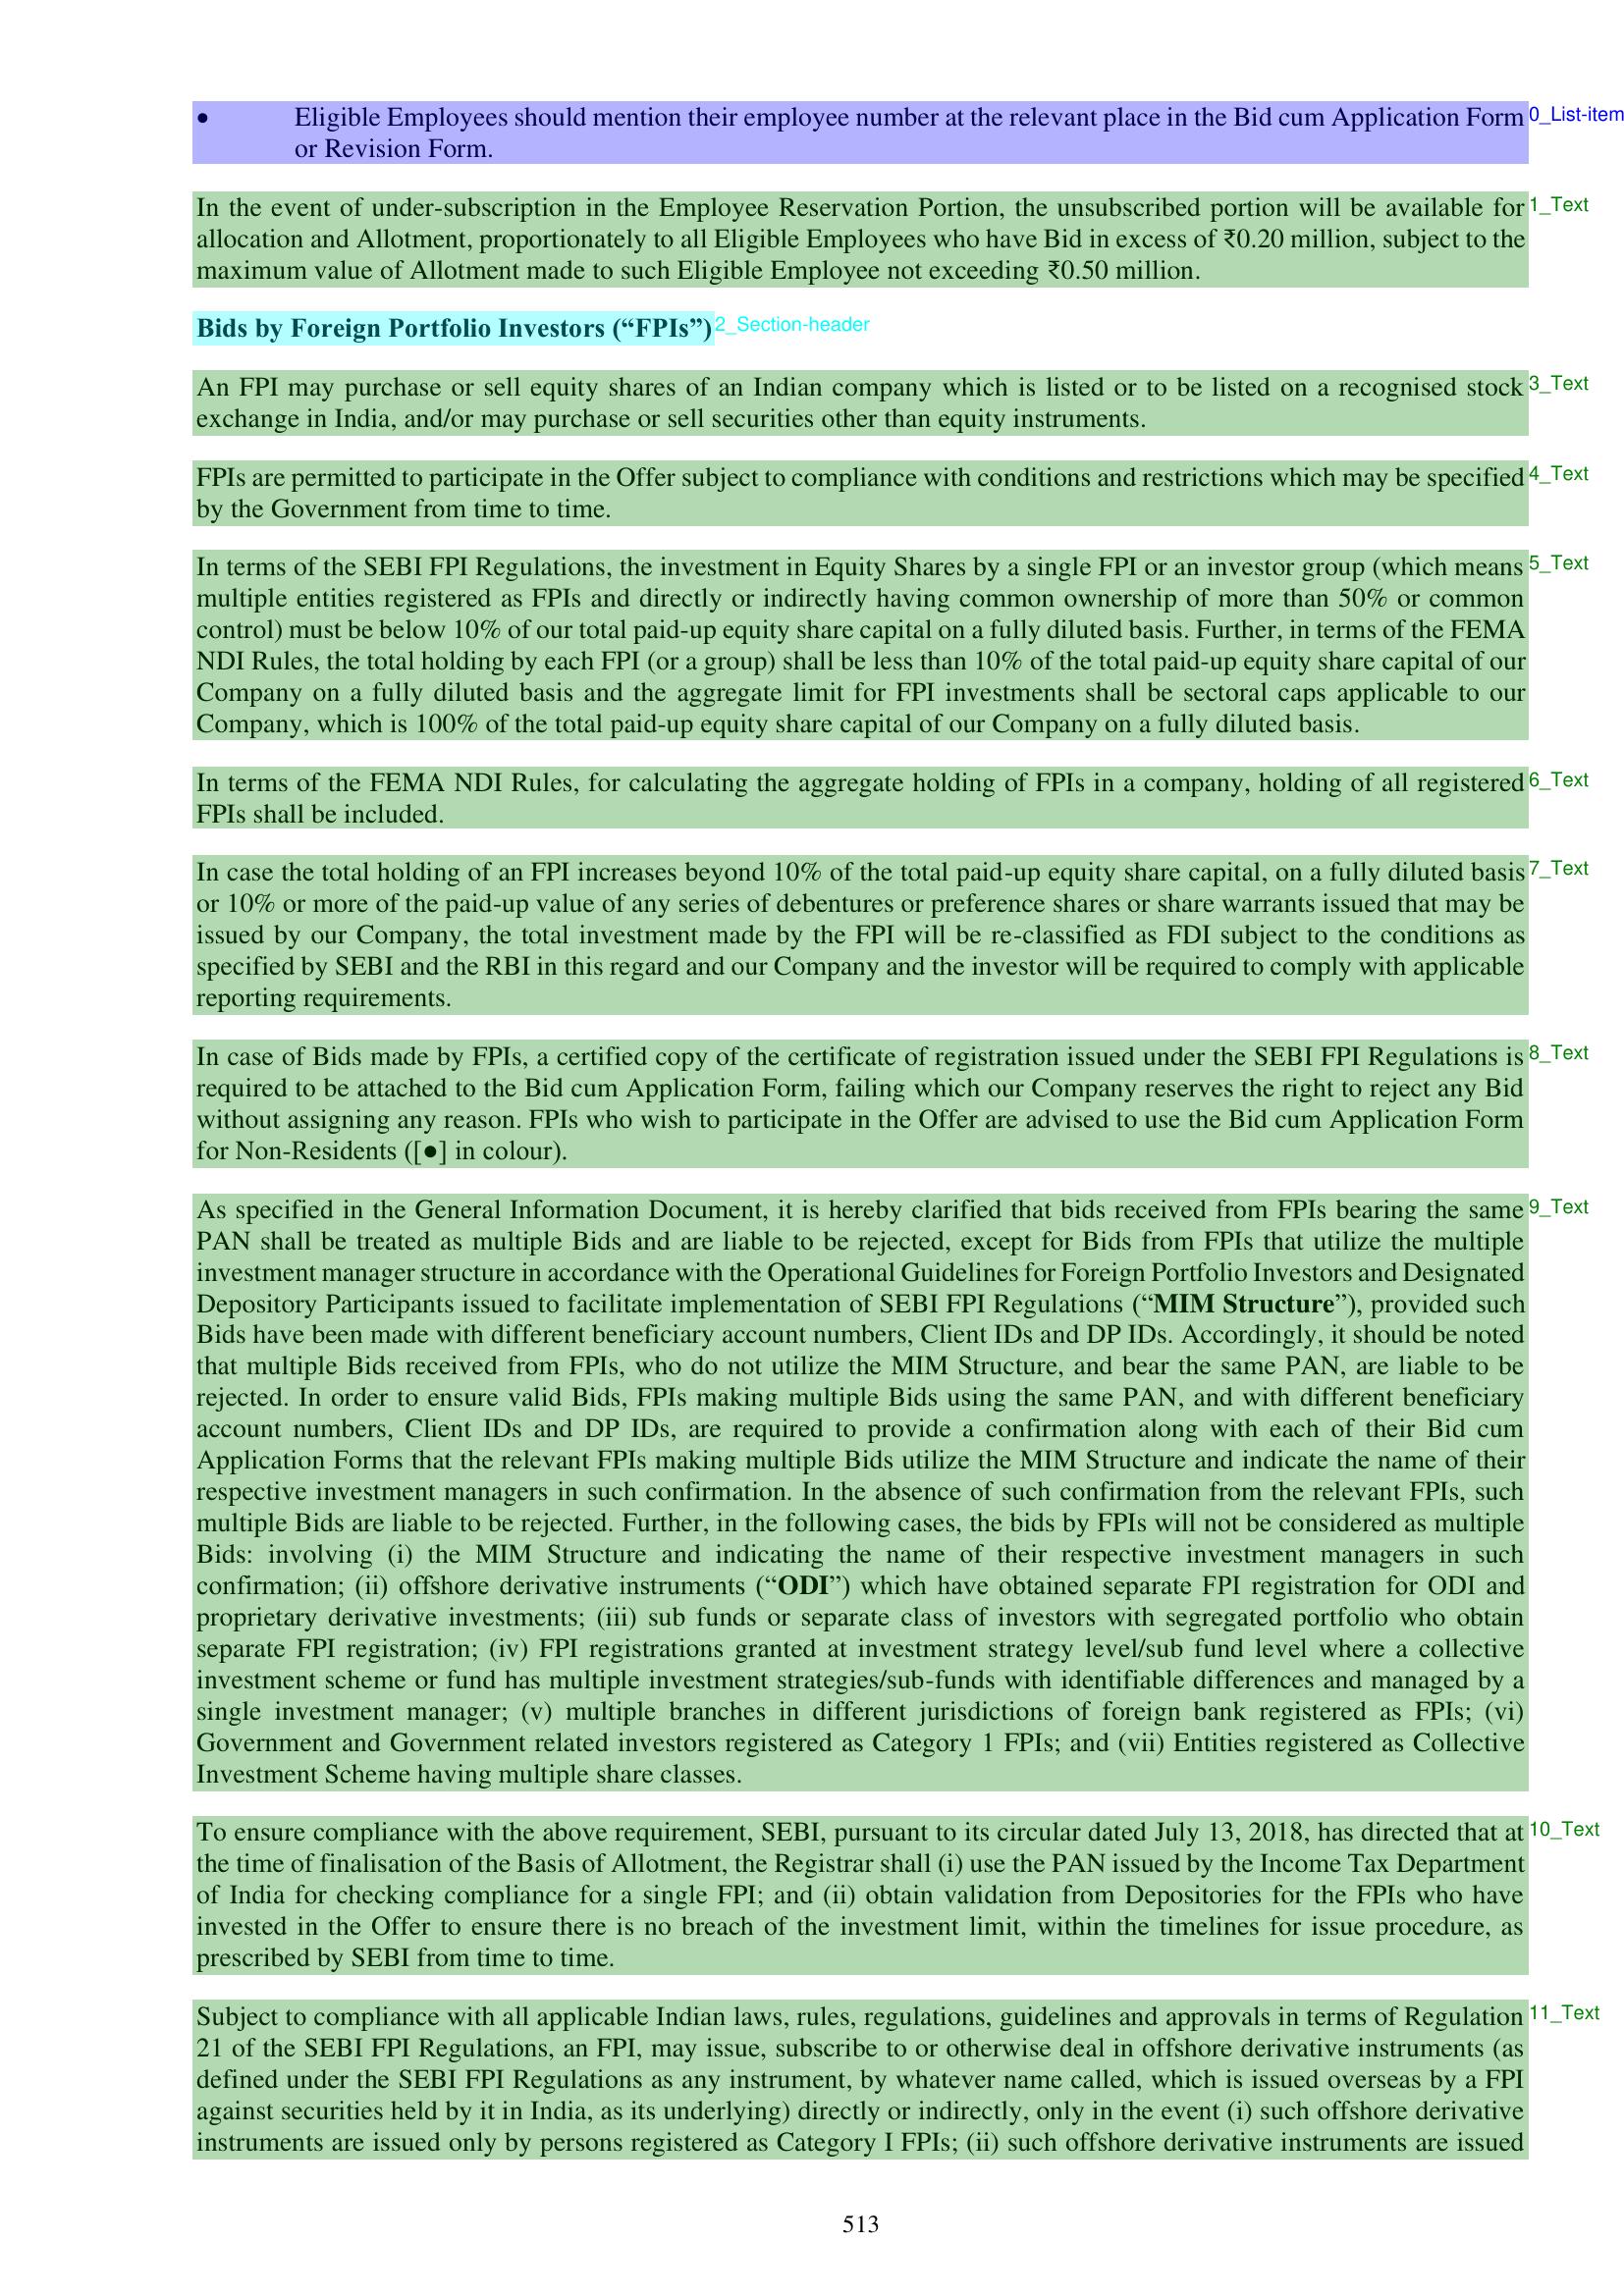 • Eligible Employees should mention their employee number at the relevant place in the Bid cum Application Form 0_List-item
or Revision Form.
In the event of under-subscription in the Employee Reservation Portion, the unsubscribed portion will be available for 1_Text
allocation and Allotment, proportionately to all Eligible Employees who have Bid in excess of ₹0.20 million, subject to the
maximum value of Allotment made to such Eligible Employee not exceeding ₹0.50 million.
Bids by Foreign Portfolio Investors (“FPIs”) 2_Section-header
An FPI may purchase or sell equity shares of an Indian company which is listed or to be listed on a recognised stock 3_Text
exchange in India, and/or may purchase or sell securities other than equity instruments.
FPIs are permitted to participate in the Offer subject to compliance with conditions and restrictions which may be specified 4_Text
by the Government from time to time.
In terms of the SEBI FPI Regulations, the investment in Equity Shares by a single FPI or an investor group (which means 5_Text
multiple entities registered as FPIs and directly or indirectly having common ownership of more than 50% or common
control) must be below 10% of our total paid-up equity share capital on a fully diluted basis. Further, in terms of the FEMA
NDI Rules, the total holding by each FPI (or a group) shall be less than 10% of the total paid-up equity share capital of our
Company on a fully diluted basis and the aggregate limit for FPI investments shall be sectoral caps applicable to our
Company, which is 100% of the total paid-up equity share capital of our Company on a fully diluted basis.
In terms of the FEMA NDI Rules, for calculating the aggregate holding of FPIs in a company, holding of all registered 6_Text
FPIs shall be included.
In case the total holding of an FPI increases beyond 10% of the total paid-up equity share capital, on a fully diluted basis 7_Text
or 10% or more of the paid-up value of any series of debentures or preference shares or share warrants issued that may be
issued by our Company, the total investment made by the FPI will be re-classified as FDI subject to the conditions as
specified by SEBI and the RBI in this regard and our Company and the investor will be required to comply with applicable
reporting requirements.
In case of Bids made by FPIs, a certified copy of the certificate of registration issued under the SEBI FPI Regulations is 8_Text
required to be attached to the Bid cum Application Form, failing which our Company reserves the right to reject any Bid
without assigning any reason. FPIs who wish to participate in the Offer are advised to use the Bid cum Application Form
for Non-Residents ([●] in colour).
As specified in the General Information Document, it is hereby clarified that bids received from FPIs bearing the same 9_Text
PAN shall be treated as multiple Bids and are liable to be rejected, except for Bids from FPIs that utilize the multiple
investment manager structure in accordance with the Operational Guidelines for Foreign Portfolio Investors and Designated
Depository Participants issued to facilitate implementation of SEBI FPI Regulations (“MIM Structure”), provided such
Bids have been made with different beneficiary account numbers, Client IDs and DP IDs. Accordingly, it should be noted
that multiple Bids received from FPIs, who do not utilize the MIM Structure, and bear the same PAN, are liable to be
rejected. In order to ensure valid Bids, FPIs making multiple Bids using the same PAN, and with different beneficiary
account numbers, Client IDs and DP IDs, are required to provide a confirmation along with each of their Bid cum
Application Forms that the relevant FPIs making multiple Bids utilize the MIM Structure and indicate the name of their
respective investment managers in such confirmation. In the absence of such confirmation from the relevant FPIs, such
multiple Bids are liable to be rejected. Further, in the following cases, the bids by FPIs will not be considered as multiple
Bids: involving (i) the MIM Structure and indicating the name of their respective investment managers in such
confirmation; (ii) offshore derivative instruments (“ODI”) which have obtained separate FPI registration for ODI and
proprietary derivative investments; (iii) sub funds or separate class of investors with segregated portfolio who obtain
separate FPI registration; (iv) FPI registrations granted at investment strategy level/sub fund level where a collective
investment scheme or fund has multiple investment strategies/sub-funds with identifiable differences and managed by a
single investment manager; (v) multiple branches in different jurisdictions of foreign bank registered as FPIs; (vi)
Government and Government related investors registered as Category 1 FPIs; and (vii) Entities registered as Collective
Investment Scheme having multiple share classes.
To ensure compliance with the above requirement, SEBI, pursuant to its circular dated July 13, 2018, has directed that at 10_Text
the time of finalisation of the Basis of Allotment, the Registrar shall (i) use the PAN issued by the Income Tax Department
of India for checking compliance for a single FPI; and (ii) obtain validation from Depositories for the FPIs who have
invested in the Offer to ensure there is no breach of the investment limit, within the timelines for issue procedure, as
prescribed by SEBI from time to time.
Subject to compliance with all applicable Indian laws, rules, regulations, guidelines and approvals in terms of Regulation 11_Text
21 of the SEBI FPI Regulations, an FPI, may issue, subscribe to or otherwise deal in offshore derivative instruments (as
defined under the SEBI FPI Regulations as any instrument, by whatever name called, which is issued overseas by a FPI
against securities held by it in India, as its underlying) directly or indirectly, only in the event (i) such offshore derivative
instruments are issued only by persons registered as Category I FPIs; (ii) such offshore derivative instruments are issued
513